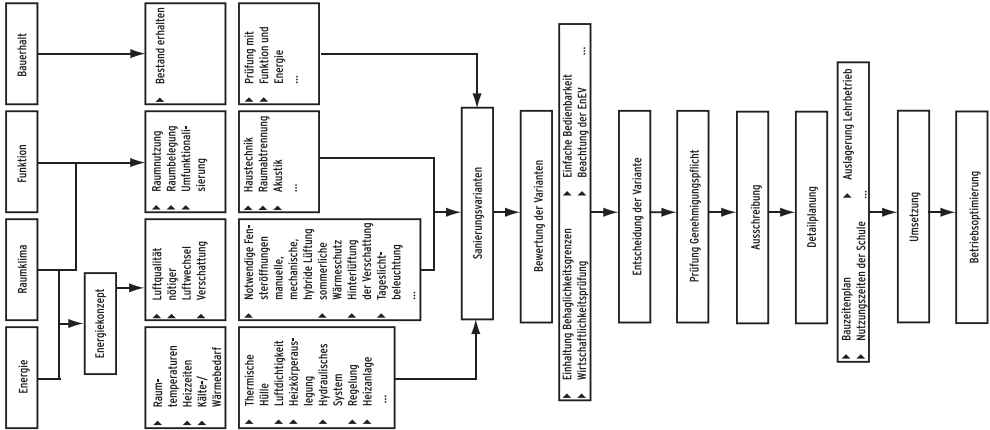 Energie
Raumklima
Funktion
Bauerhalt
Energiekonzept
Raum-
temperaturen
Heizzeiten
Kälte-/
Wärmebedarf
Luftqualität
nötiger
Luftwechsel
Verschattung
Raumnutzung
Raumbelegung
Umfunktionali-
sierung
Bestand erhalten
Thermische
Hülle
Luftdichtigkeit
Heizkörperaus-
legung
Hydraulisches
System
Regelung
Heizanlage
...
Notwendige Fen-
steröffnungen
manuelle,
mechanische,
hybride Lüftung
sommerliche
Wärmeschutz
Hinterlüftung
der Verschattung
Tageslicht-
beleuchtung
...
Haustechnik
Raumabtrennung
Akustik
...
Prüfung mit
Funktion und
Energie
...
Sanierungsvarianten
Bewertung der Varianten
Einhaltung Behaglichkeitsgrenzen
Wirtschaftlichkeitsprüfung
Einfache Bedienbarkeit
Beachtung der EnEV ...
Entscheidung der Variante
Prüfung Genehmigungspflicht
Ausschreibung
Detailplanung
Bauzeitenplan
Nutzungszeiten der Schule
Auslagerung Lehrbetrieb
...
Umsetzung
Betriebsoptimierung